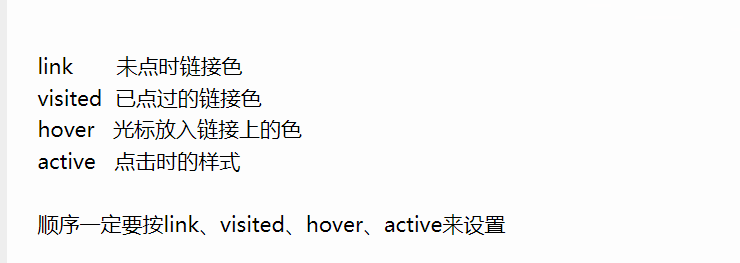 link 未点时链接色
visited 已点过的链接色
hover 光标放入链接上的色
active 点击时的样式
顺序一定要按link、visited、hover、active来设置